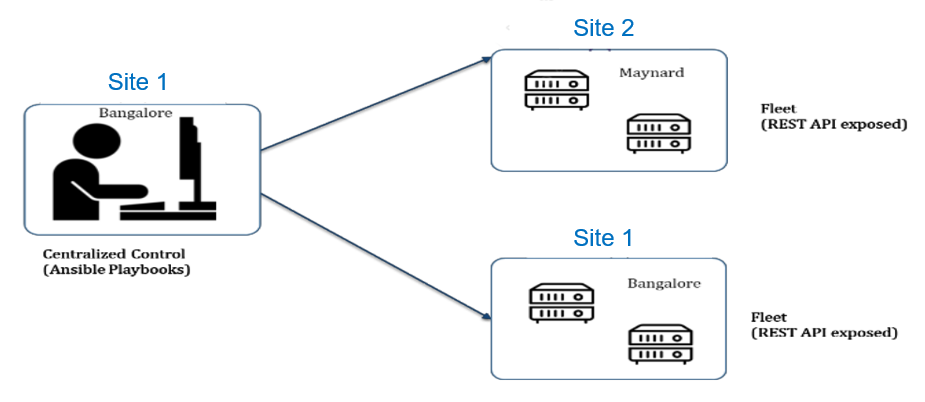 Site 1
Bangalore
Centralized Control
(Ansible Playbooks)
Site 2
Maynard
Fleet
(REST API exposed)
Site 1
Bangalore
Fleet
(REST API exposed)